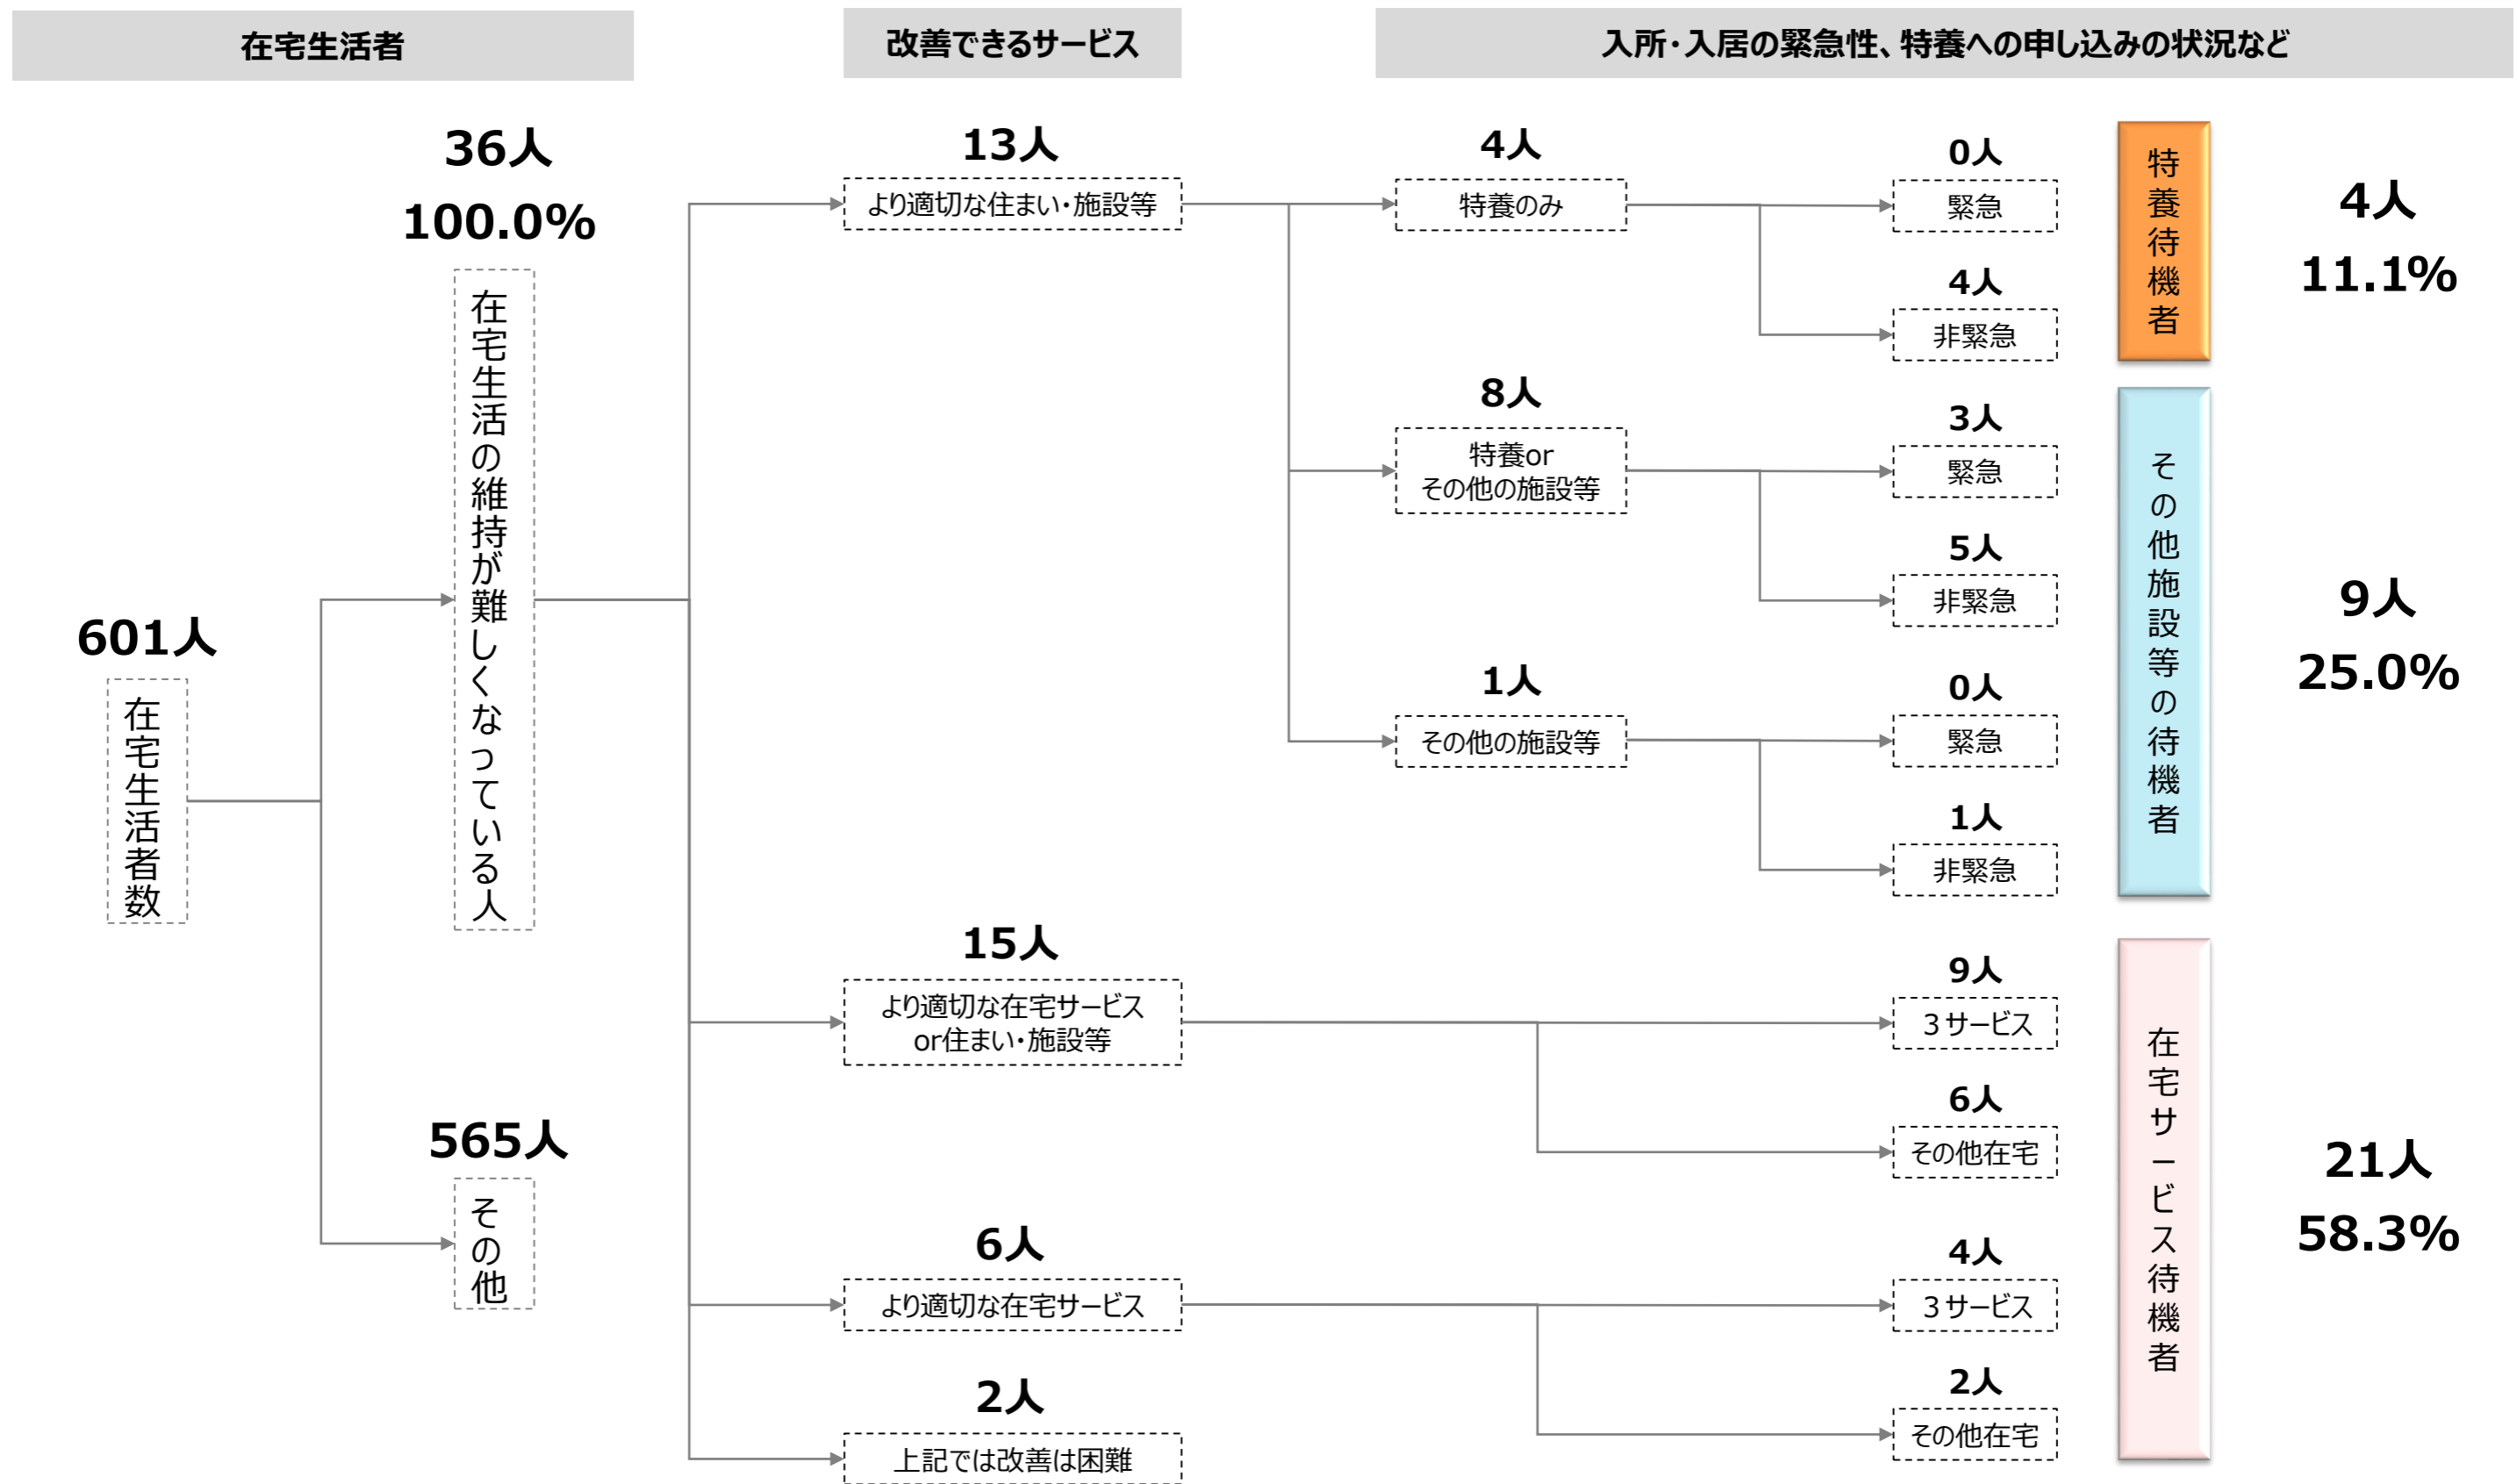 在宅生活者
改善できるサービス
入所・入居の緊急性、特養への申し込みの状況など
601人
在宅生活者数
36人
100.0%
在宅生活の維持が難しくなっている人
565人
その他
13人
より適切な住まい・施設等
4人
特養のみ
0人
緊急
4人
非緊急
8人
特養or
その他の施設等
3人
緊急
5人
非緊急
1人
その他の施設等
0人
緊急
1人
非緊急
15人
より適切な在宅サービス
or住まい・施設等
9人
3サービス
6人
その他在宅
6人
より適切な在宅サービス
4人
3サービス
2人
その他在宅
2人
上記では改善は困難
特養待機者
4人
11.1%
その他施設等の待機者
9人
25.0%
在宅サービス待機者
21人
58.3%